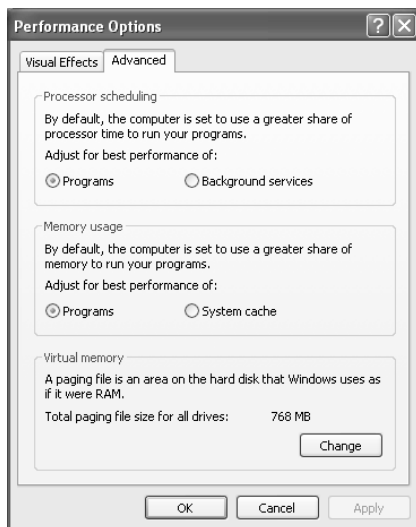 Performance Options
Visual Effects Advanced
Processor scheduling
By default, the computer is set to use a greater share of
processor time to run your programs.
Adjust for best performance of:
Programs Background services
Memory usage
By default, the computer is set to use a greater share of
memory to run your programs.
Adjust for best performance of:
Programs System cache
Virtual memory
A paging file is an area on the hard disk that Windows uses as
if it were RAM.
Total paging file size for all drives: 768 MB
Change
OK Cancel Apply